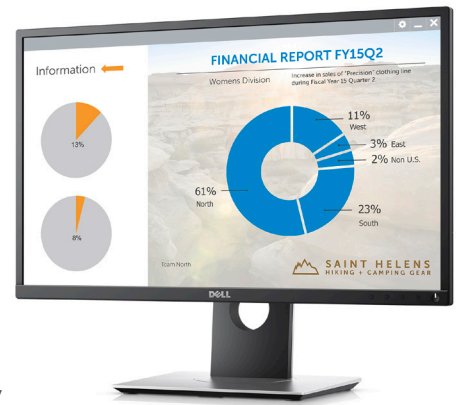 FINANCIAL REPORT FY15Q2
Information
Womens Division
Increase in sales of "Precision" clothing line
during Fiscal Year 15 Quarter 2
11%
West
13%
3% East
2% Non U.S.
61%
North
23%
South
8%
Team North
SAINT HELENS
HIKING + CAMPING GEAR
DELL